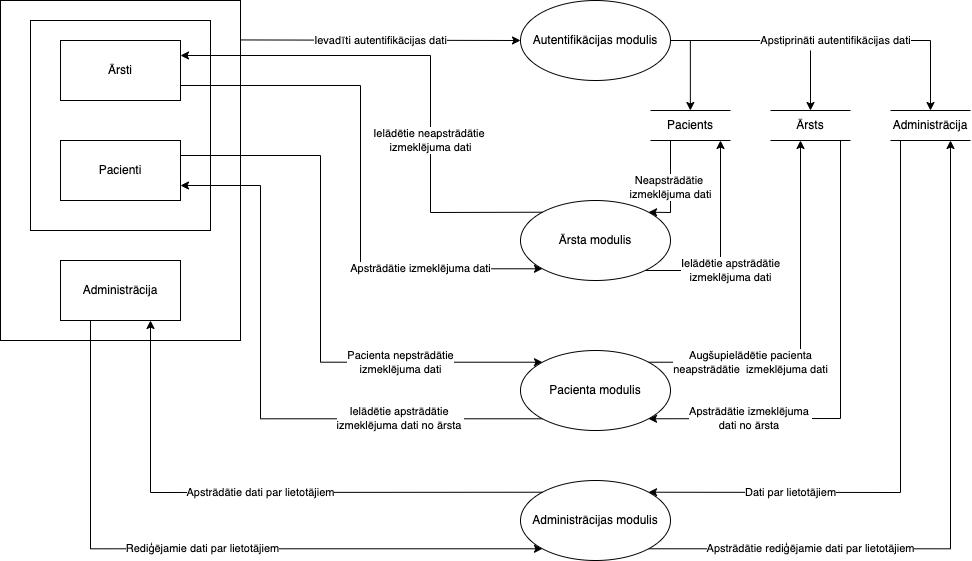 Ievadīti autentifikācijas dati
Autentifikācijas modulis
Apstiprināti autentifikācijas dati
Ārsti
Pacients
Ārsts
Administrācija
Ielādētie neapstrādātie
izmeklējuma dati
Pacienti
Neapstrādātie
izmeklējuma dati
Ārsta modulis
Apstrādātie izmeklējuma dati
Ielādētie apstrādātie
izmeklējuma dati
Administrācija
Pacienta nepstrādātie
izmeklējuma dati
Augšupielādētie pacienta
neapstrādātie izmeklējuma dati
Pacienta modulis
Ielādētie apstrādātie
izmeklējuma dati no ārsta
Apstrādātie izmeklējuma
dati no ārsta
Apstrādātie dati par lietotājiem
Dati par lietotājiem
Administrācijas modulis
Rediģējamie dati par lietotājiem
Apstrādātie rediģējamie dati par lietotājiem